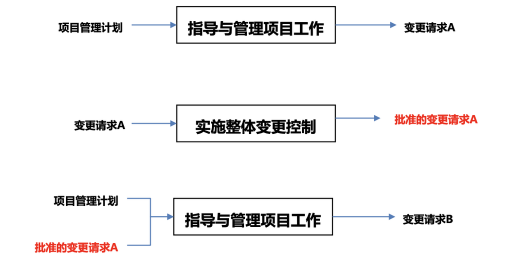 项目管理计划
指导与管理项目工作
变更请求A
变更请求A
实施整体变更控制
批准的变更请求A
项目管理计划
批准的变更请求A
指导与管理项目工作
变更请求B